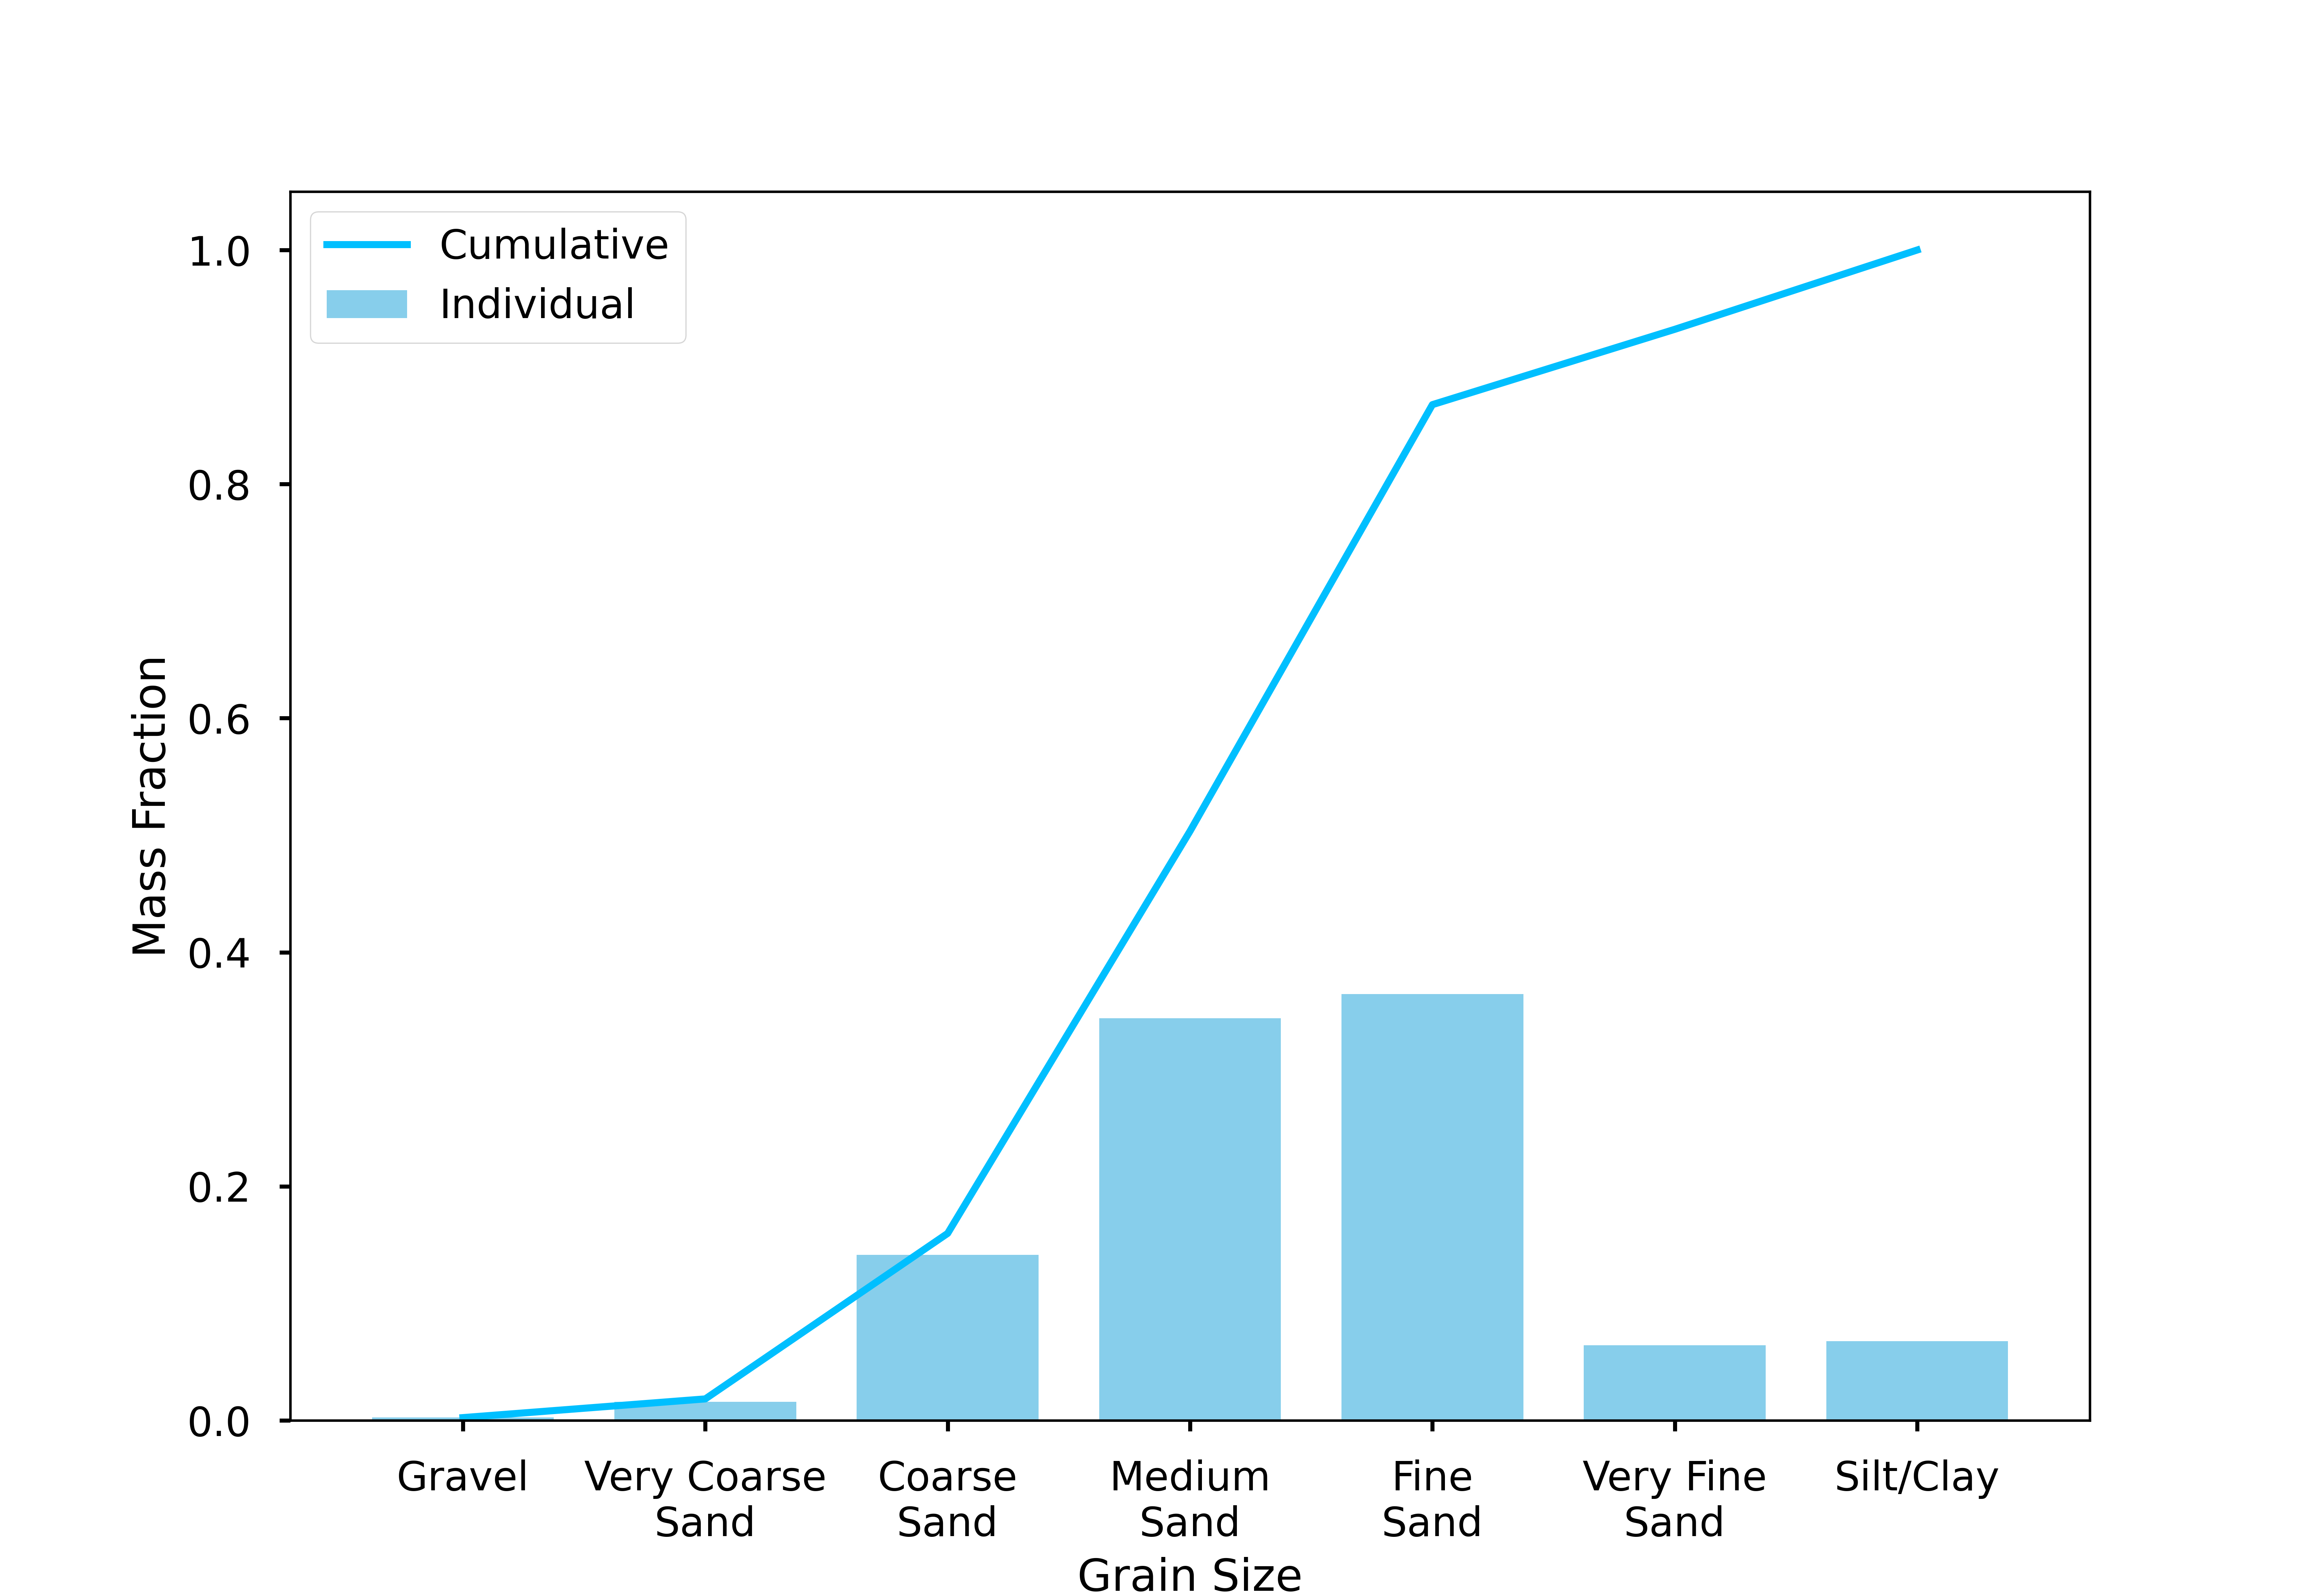 Cumulative
Individual
1.0
0.8
0.6
0.4
0.2
0.0
Mass Fraction
Gravel
Very Coarse
Sand
Coarse
Sand
Medium
Sand
Fine
Sand
Very Fine
Sand
Silt/Clay
Grain Size